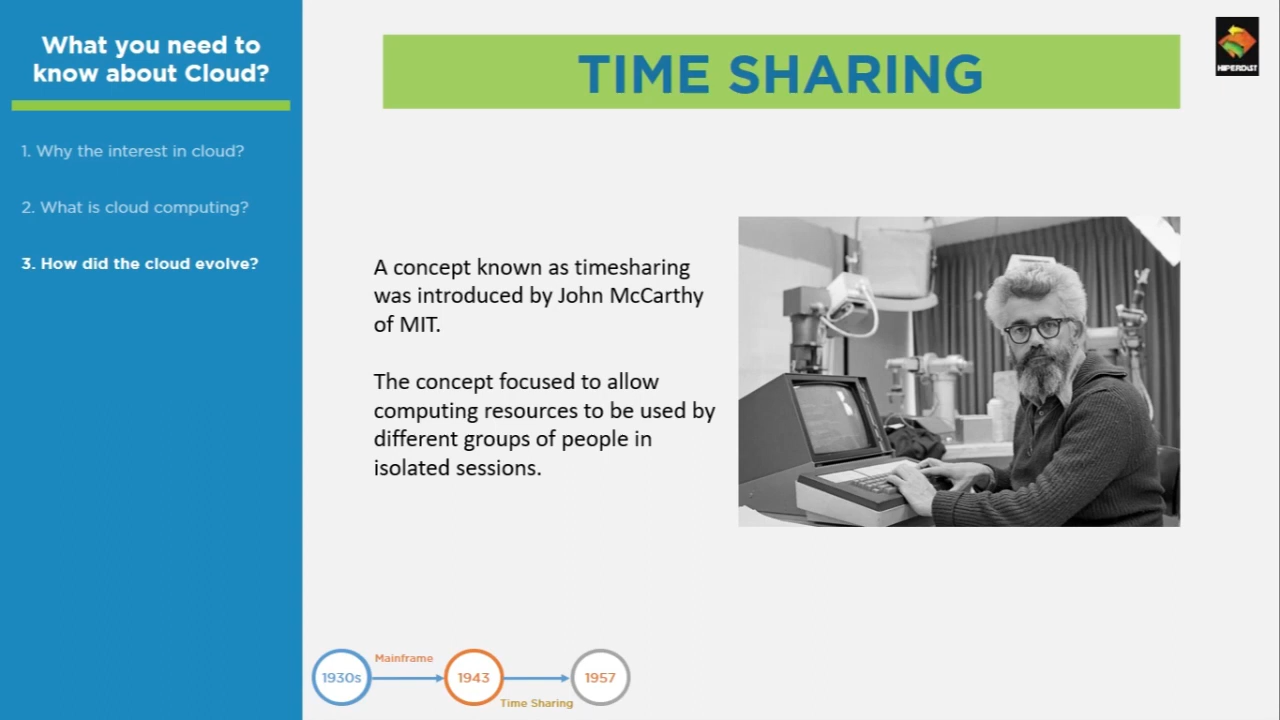 What you need to
know about Cloud?
1. Why the interest in cloud?
2. What is cloud computing?
3. How did the cloud evolve?
TIME SHARING
HIPERDIST
A concept known as timesharing
was introduced by John McCarthy
of MIT.
The concept focused to allow
computing resources to be used by
different groups of people in
isolated sessions.
1930s
Mainframe
1943
Time Sharing
1957